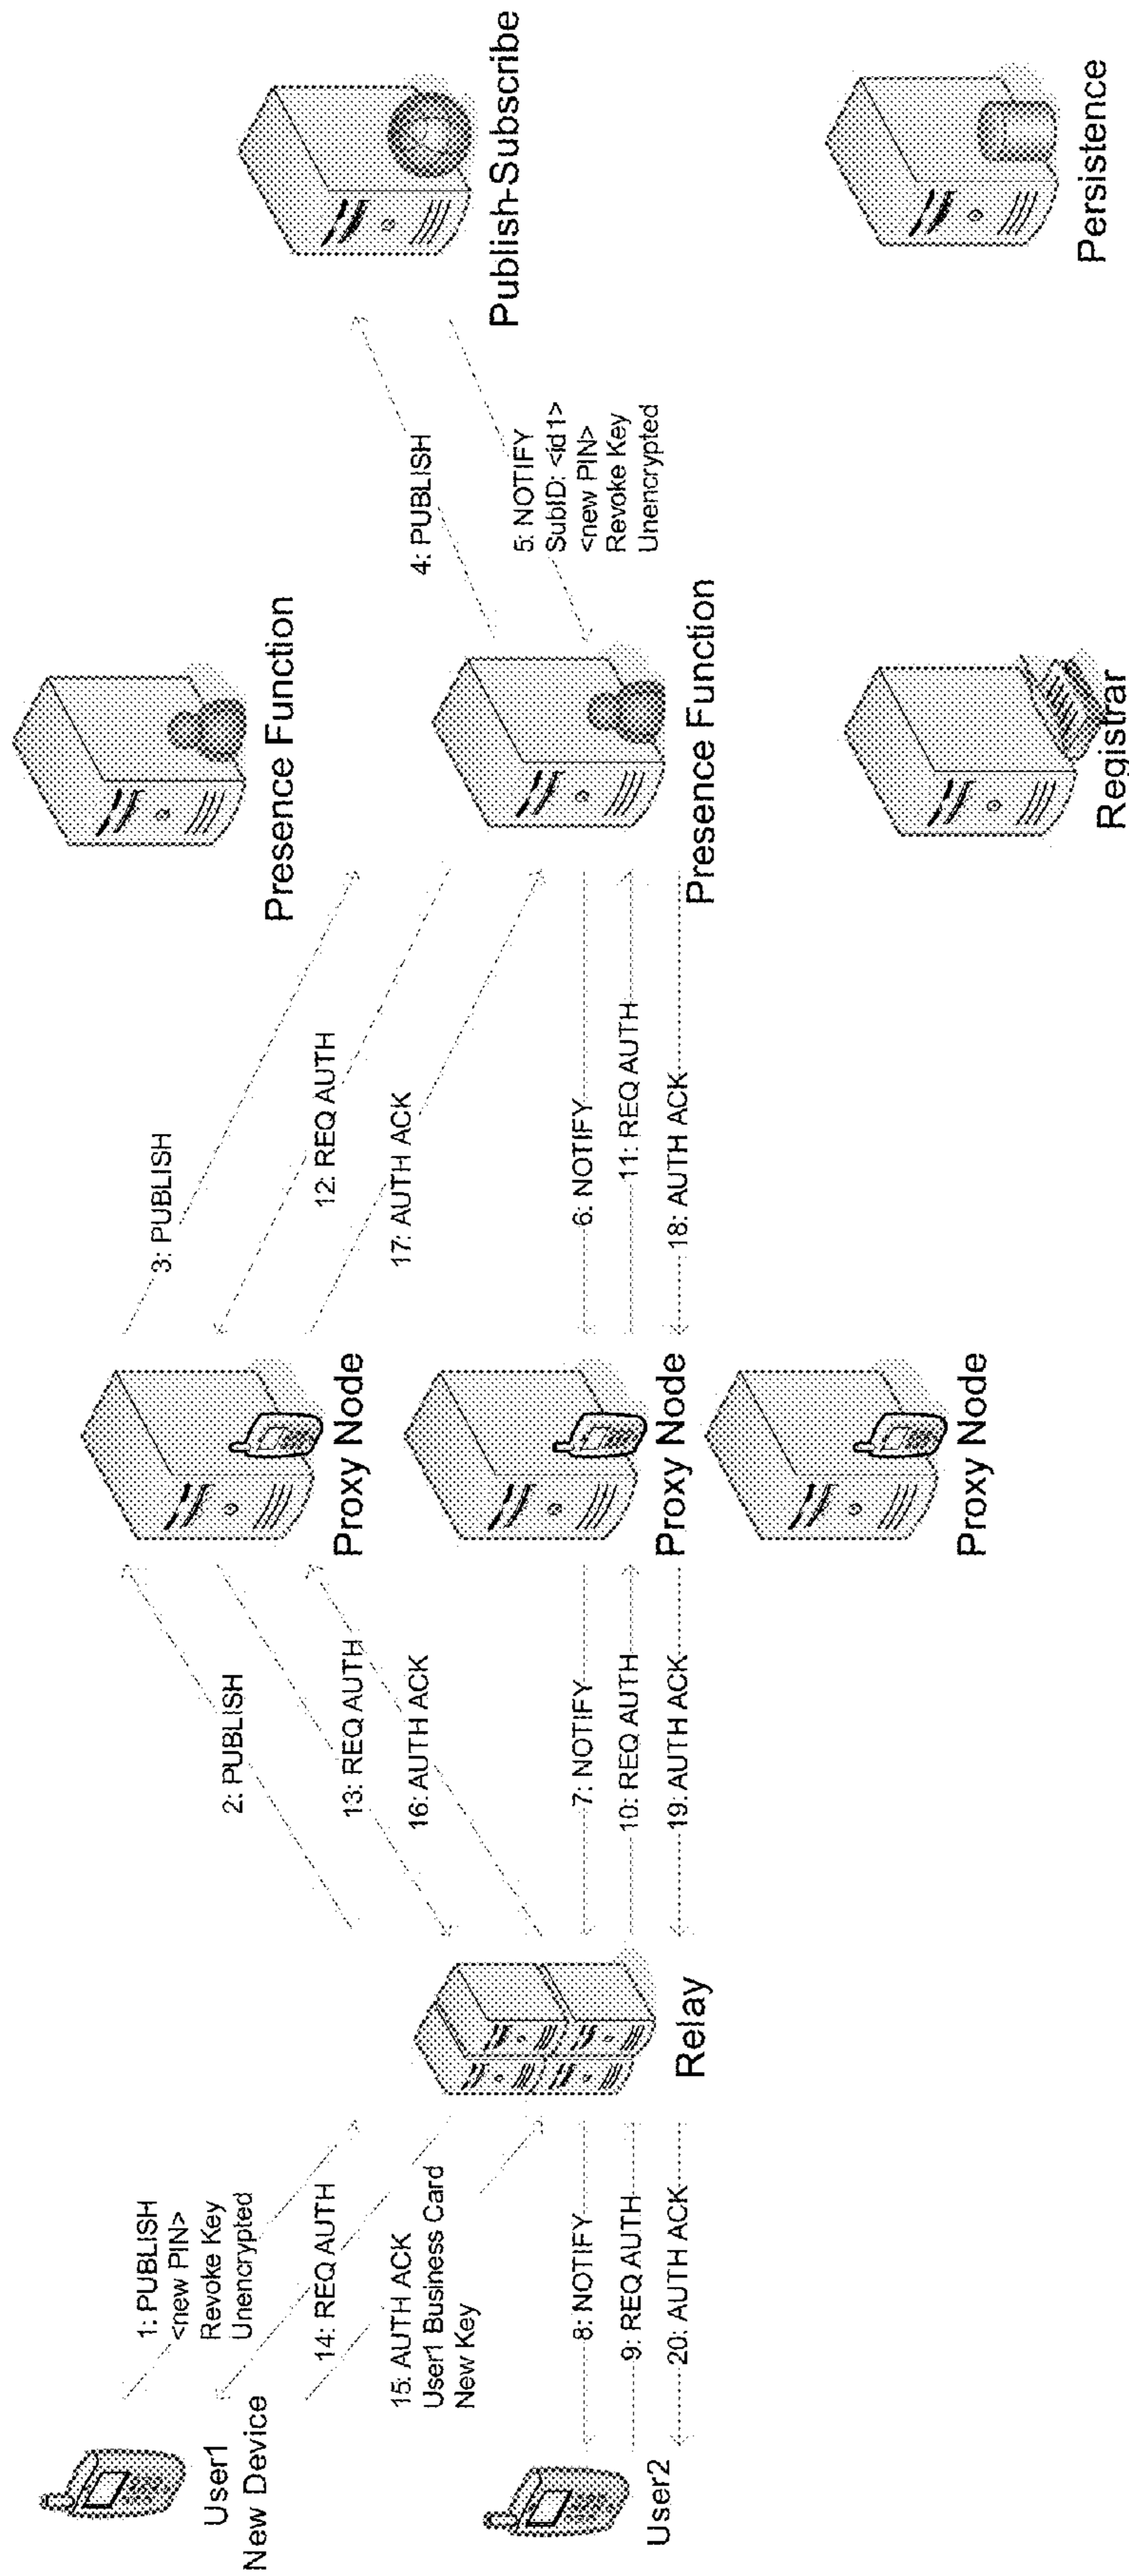 User1
New Device
1: PUBLISH
<new PIN>
Revoke Key
Unencrypted
14: REQ AUTH
15: AUTH ACK
User1 Business Card
New Key
User2
8: NOTIFY
9: REQ AUTH
20: AUTH ACK
Relay
2: PUBLISH
13: REQ AUTH
16: AUTH ACK
7: NOTIFY
10: REQ AUTH
19: AUTH ACK
Proxy Node
Proxy Node
Proxy Node
3: PUBLISH
12: REQ AUTH
17: AUTH ACK
6: NOTIFY
11: REQ AUTH
18: AUTH ACK
Presence Function
Presence Function
Registrar
4: PUBLISH
5: NOTIFY
SubID: <id1>
<new PIN>
Revoke Key
Unencrypted
Publish-Subscribe
Persistence